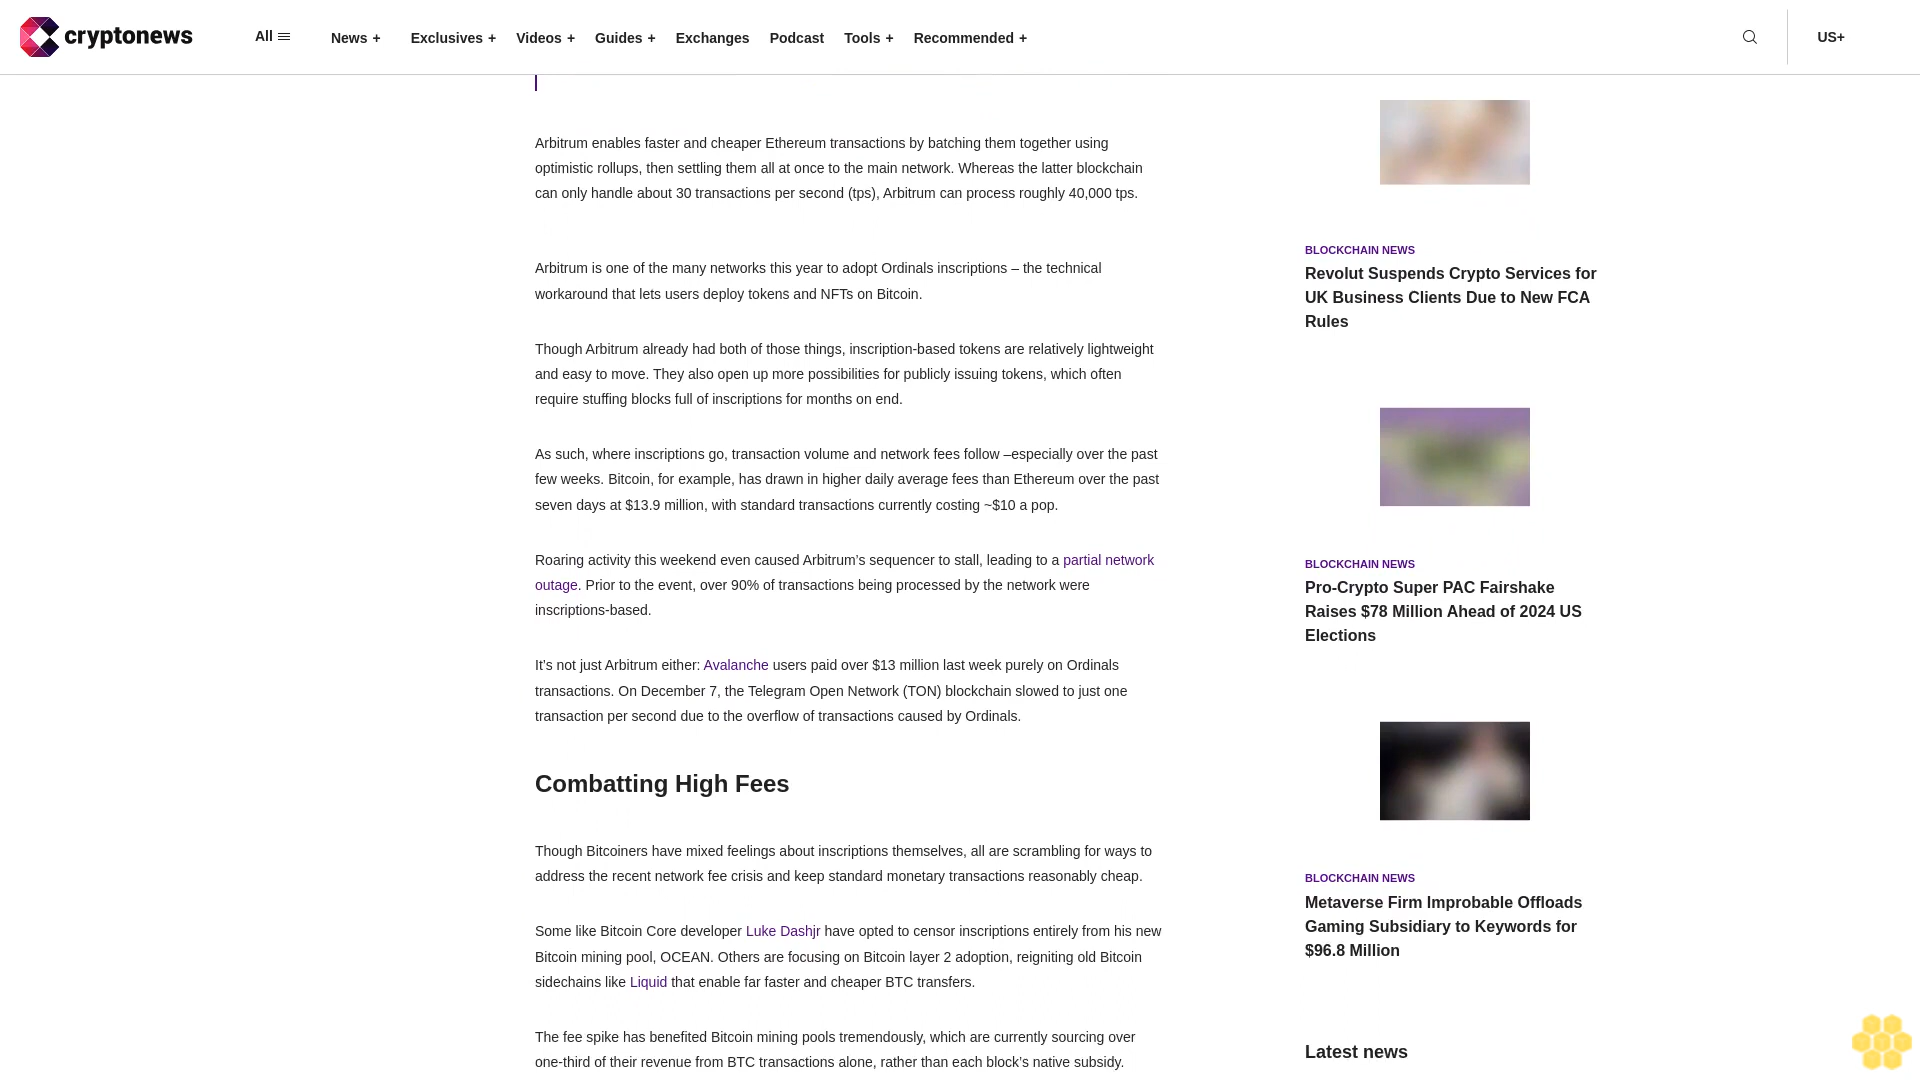 cryptonews
All
News +
Exclusives +
Videos +
Guides +
Exchanges
Podcast
Tools +
Recommended +
US+
Arbitrum enables faster and cheaper Ethereum transactions by batching them together using
optimistic rollups, then settling them all at once to the main network. Whereas the latter blockchain
can only handle about 30 transactions per second (tps), Arbitrum can process roughly 40,000 tps.
Arbitrum is one of the many networks this year to adopt Ordinals inscriptions – the technical
workaround that lets users deploy tokens and NFTs on Bitcoin.
Though Arbitrum already had both of those things, inscription-based tokens are relatively lightweight
and easy to move. They also open up more possibilities for publicly issuing tokens, which often
require stuffing blocks full of inscriptions for months on end.
As such, where inscriptions go, transaction volume and network fees follow –especially over the past
few weeks. Bitcoin, for example, has drawn in higher daily average fees than Ethereum over the past
seven days at $13.9 million, with standard transactions currently costing ~$10 a pop.
Roaring activity this weekend even caused Arbitrum’s sequencer to stall, leading to a partial network
outage. Prior to the event, over 90% of transactions being processed by the network were
inscriptions-based.
It’s not just Arbitrum either: Avalanche users paid over $13 million last week purely on Ordinals
transactions. On December 7, the Telegram Open Network (TON) blockchain slowed to just one
transaction per second due to the overflow of transactions caused by Ordinals.
Combatting High Fees
Though Bitcoiners have mixed feelings about inscriptions themselves, all are scrambling for ways to
address the recent network fee crisis and keep standard monetary transactions reasonably cheap.
Some like Bitcoin Core developer Luke Dashjr have opted to censor inscriptions entirely from his new
Bitcoin mining pool, OCEAN. Others are focusing on Bitcoin layer 2 adoption, reigniting old Bitcoin
sidechains like Liquid that enable far faster and cheaper BTC transfers.
The fee spike has benefited Bitcoin mining pools tremendously, which are currently sourcing over
one-third of their revenue from BTC transactions alone, rather than each block’s native subsidy.
BLOCKCHAIN NEWS
Revolut Suspends Crypto Services for
UK Business Clients Due to New FCA
Rules
BLOCKCHAIN NEWS
Pro-Crypto Super PAC Fairshake
Raises $78 Million Ahead of 2024 US
Elections
BLOCKCHAIN NEWS
Metaverse Firm Improbable Offloads
Gaming Subsidiary to Keywords for
$96.8 Million
Latest news